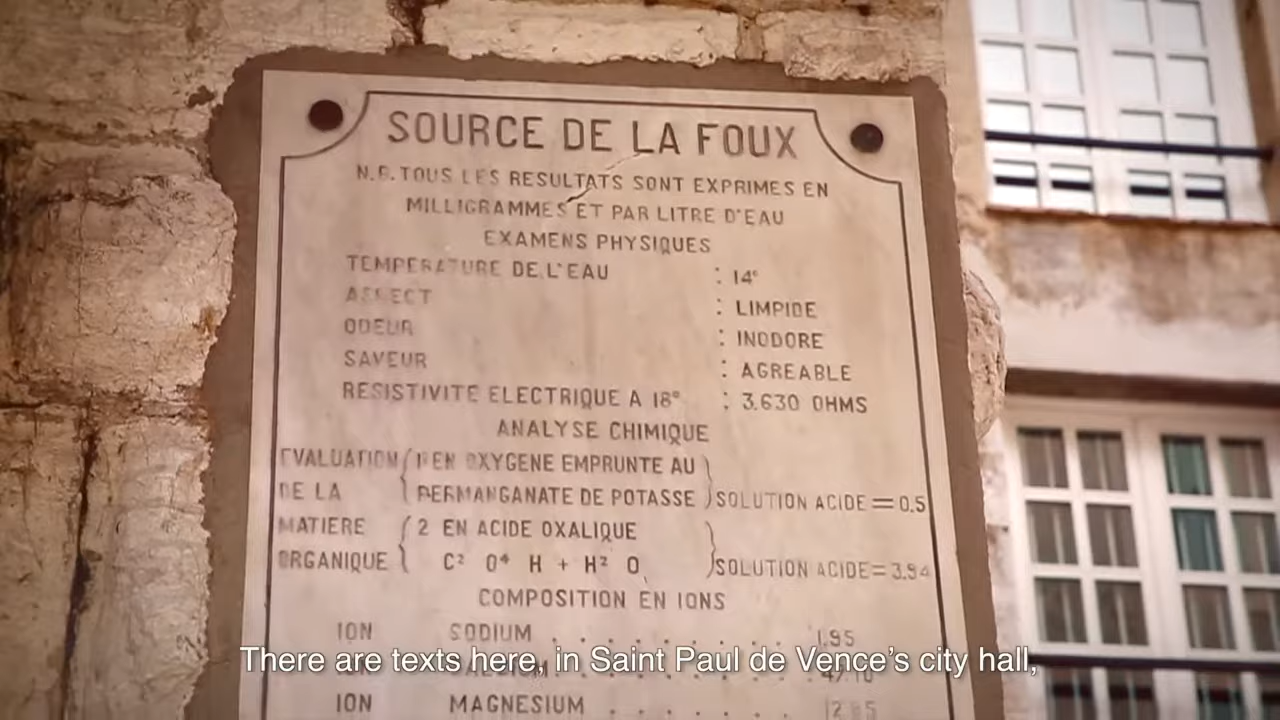 SOURCE DE LA FOUX
N.B. TOUS LES RESULTATS SONT EXPRIMES EN
MILLIGRAMMES ET PAR LITRE D'EAU
EXAMENS PHYSIQUES
TEMPERATURE DE L'EAU : 14°
ASPECT : LIMPIDE
ODEUR : INODORE
SAVEUR : AGREABLE
RESISTIVITE ELECTRIQUE A 18° : 3.630 OHMS
ANALYSE CHIMIQUE
EVALUATION ( 1° EN OXYGENE EMPRUNTE AU )
DE LA ( PERMANGANATE DE POTASSE ) SOLUTION ACIDE = 0.5
MATIERE ( 2 EN ACIDE OXALIQUE )
ORGANIQUE ( C² O⁴ H + H² O ) SOLUTION ACIDE = 3.94
COMPOSITION EN IONS
ION SODIUM . . . . . . . . . . 1.95
There are texts here, in Saint Paul de Vence's city hall,
ION MAGNESIUM . . . . . . .